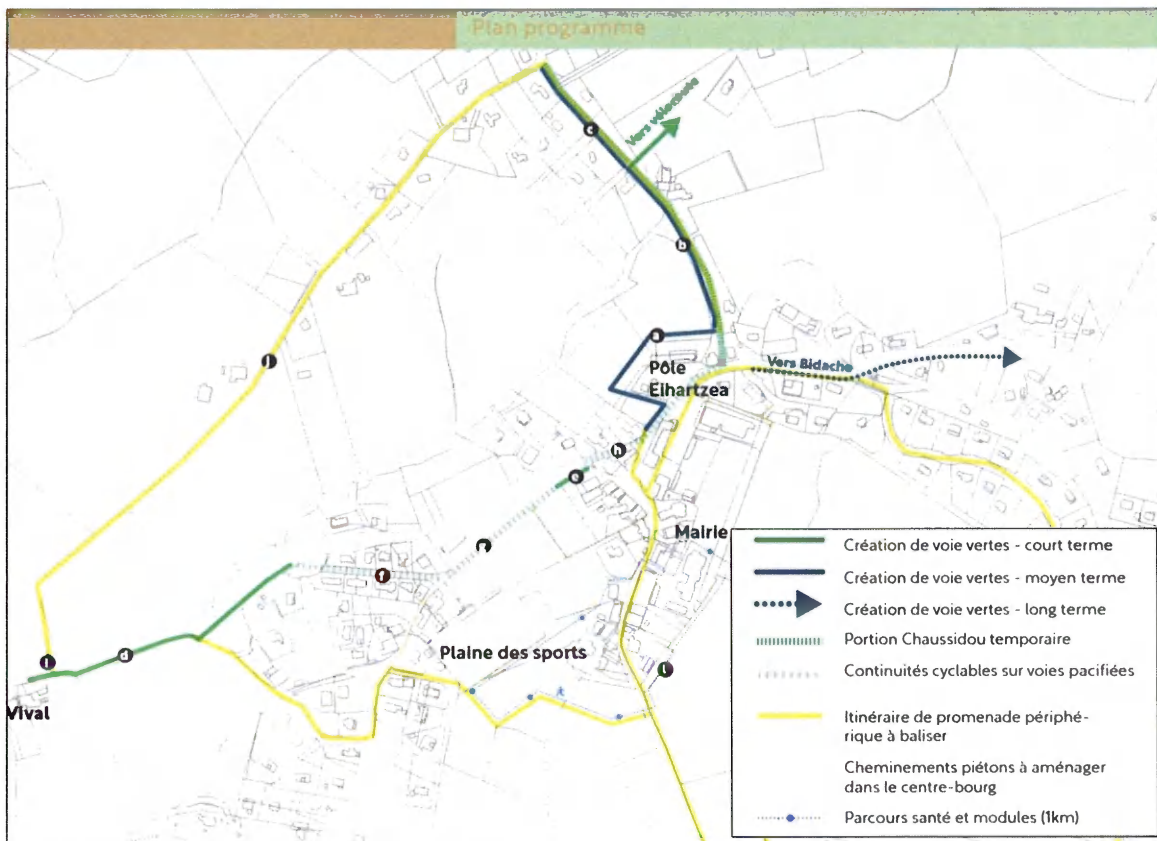 Plan programme
c
Vers véloroute
b
a
Pôle
Elhartzea
Vers Bidache
j
h
e
Mairie
f
Plaine des sports
d
i
l
Vival
Création de voie vertes - court terme
Création de voie vertes - moyen terme
Création de voie vertes - long terme
Portion Chaussidou temporaire
Continuités cyclables sur voies pacifiées
Itinéraire de promenade périphé-
rique à baliser
Cheminements piétons à aménager
dans le centre-bourg
Parcours santé et modules (1km)